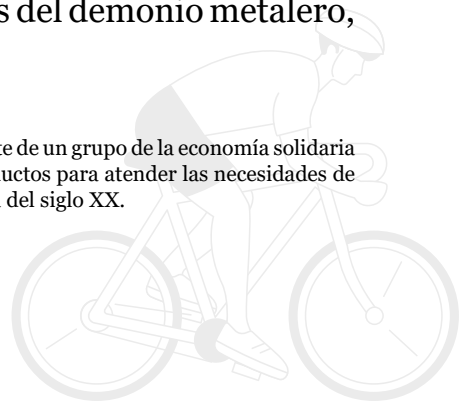 s del demonio metalero,
te de un grupo de la economía solidaria
uctos para atender las necesidades de
del siglo XX.